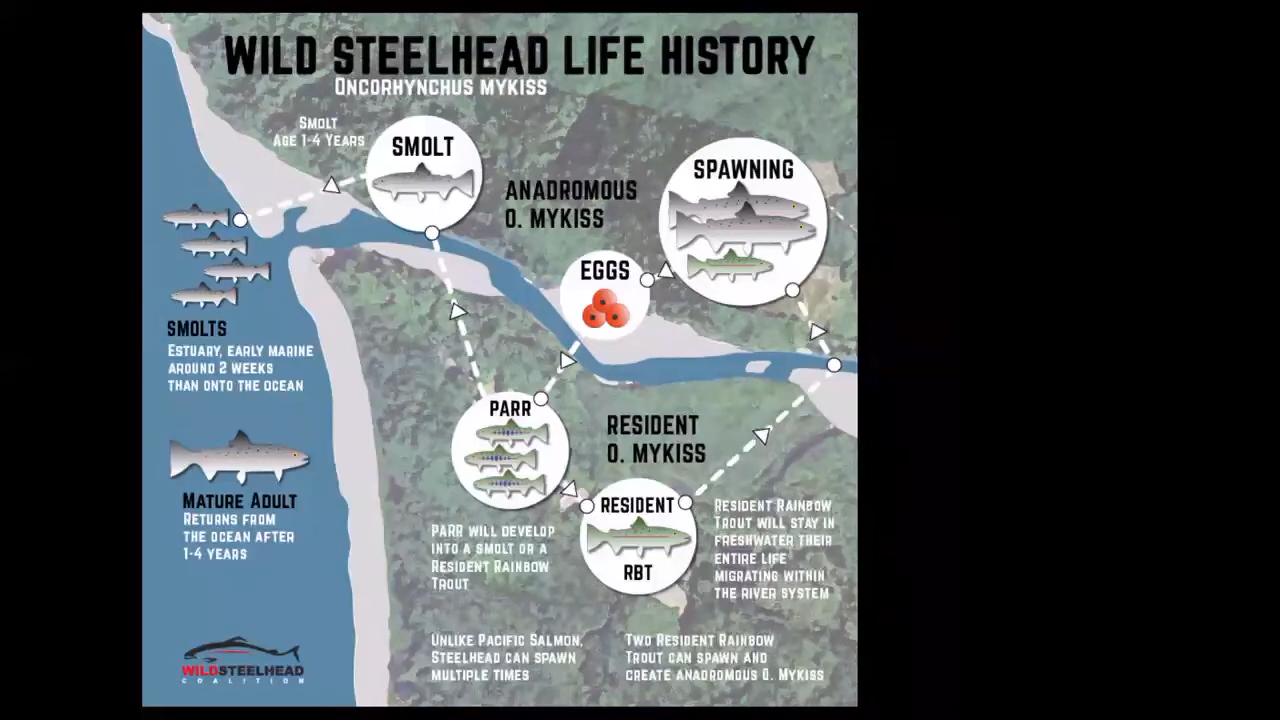 WILD STEELHEAD LIFE HISTORY
ONCORHYNCHUS MYKISS
SMOLT
AGE 1-4 YEARS
SMOLT
ANADROMOUS
O. MYKISS
SPAWNING
EGGS
SMOLTS
ESTUARY, EARLY MARINE
AROUND 2 WEEKS
THAN ONTO THE OCEAN
MATURE ADULT
RETURNS FROM
THE OCEAN AFTER
1-4 YEARS
PARR
RESIDENT
O. MYKISS
PARR WILL DEVELOP
INTO A SMOLT OR A
RESIDENT RAINBOW
TROUT
RESIDENT
RBT
RESIDENT RAINBOW
TROUT WILL STAY IN
FRESHWATER THEIR
ENTIRE LIFE
MIGRATING WITHIN
THE RIVER SYSTEM
UNLIKE PACIFIC SALMON,
STEELHEAD CAN SPAWN
MULTIPLE TIMES
TWO RESIDENT RAINBOW
TROUT CAN SPAWN AND
CREATE ANADROMOUS O. MYKISS
WILDSTEELHEAD
COALITION